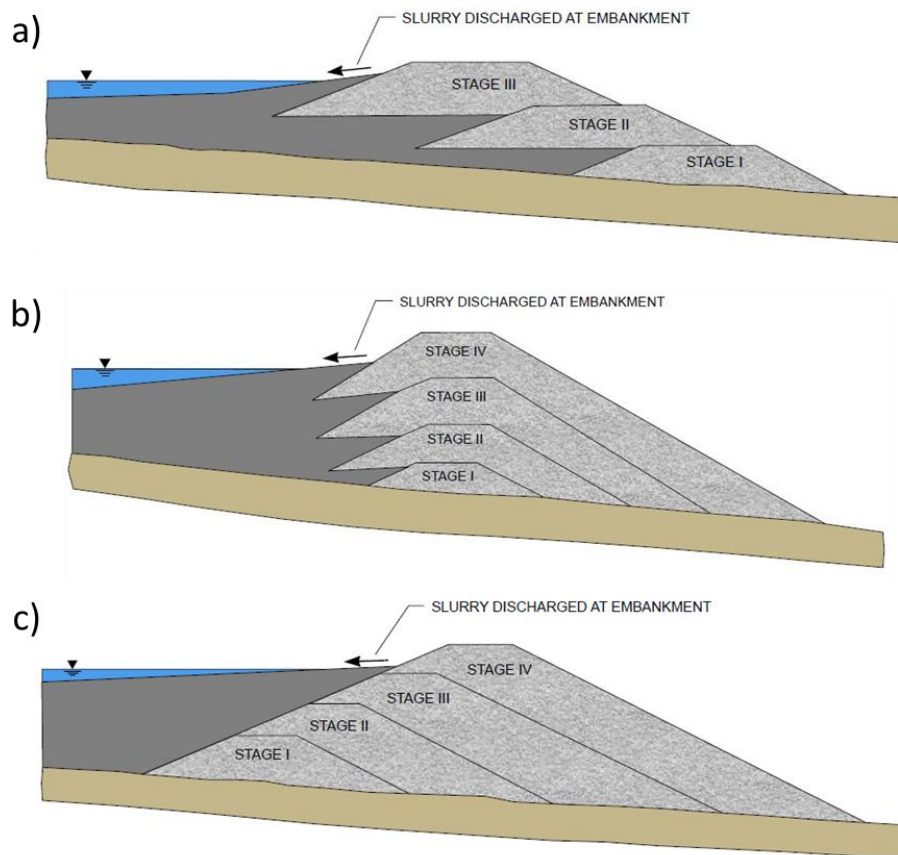 a)
SLURRY DISCHARGED AT EMBANKMENT
STAGE III
STAGE II
STAGE I
b)
SLURRY DISCHARGED AT EMBANKMENT
STAGE IV
STAGE III
STAGE II
STAGE I
c)
SLURRY DISCHARGED AT EMBANKMENT
STAGE IV
STAGE III
STAGE II
STAGE I